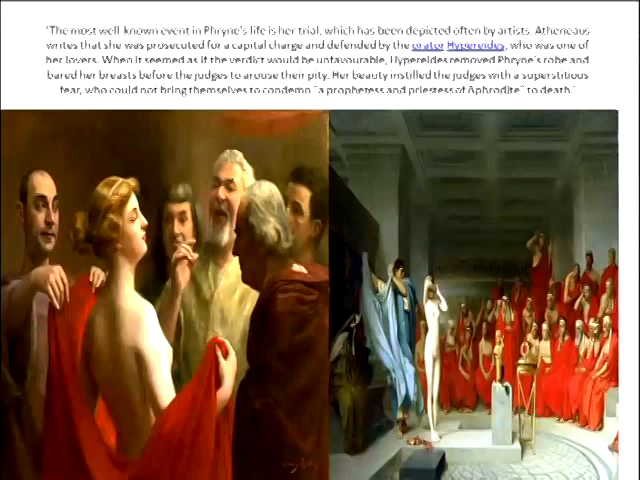 "The most well-known event in Phryne's life is her trial, which has been depicted often by artists. Atheneaus
writes that she was prosecuted for a capital charge and defended by the orator Hypereides, who was one of
her lovers. When it seemed as if the verdict would be unfavourable, Hypereides removed Phryne's robe and
bared her breasts before the judges to arouse their pity. Her beauty instilled the judges with a superstitious
fear, who could not bring themselves to condemn "a prophetess and priestess of Aphrodite" to death."